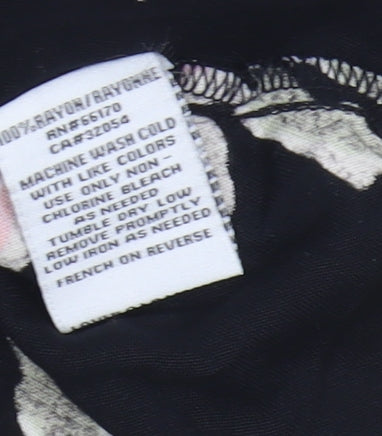 100% RAYON/RAYONNE
RN#66170
CA#32054
MACHINE WASH COLD
WITH LIKE COLORS
USE ONLY NON-
CHLORINE BLEACH
AS NEEDED
TUMBLE DRY LOW
REMOVE PROMPTLY
LOW IRON AS NEEDED
FRENCH ON REVERSE